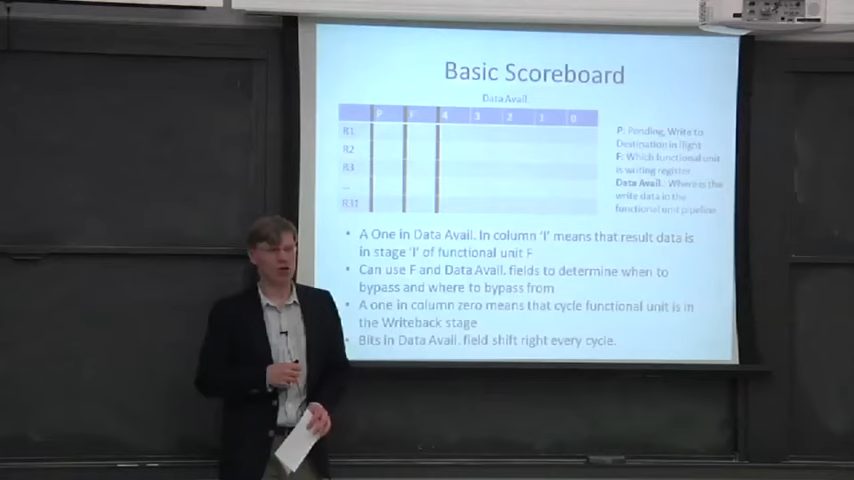 Basic Scoreboard
Data Avail.
P F 4 3 2 1 0
R1
R2
R3
...
R31
P: Pending, Write to
Destination in flight
F: Which functional unit
is writing register
Data Avail.: Where is the
write data in the
functional unit pipeline
• A One in Data Avail. In column 'I' means that result data is
in stage 'I' of functional unit F
• Can use F and Data Avail. fields to determine when to
bypass and where to bypass from
• A one in column zero means that cycle functional unit is in
the Writeback stage
• Bits in Data Avail. field shift right every cycle.